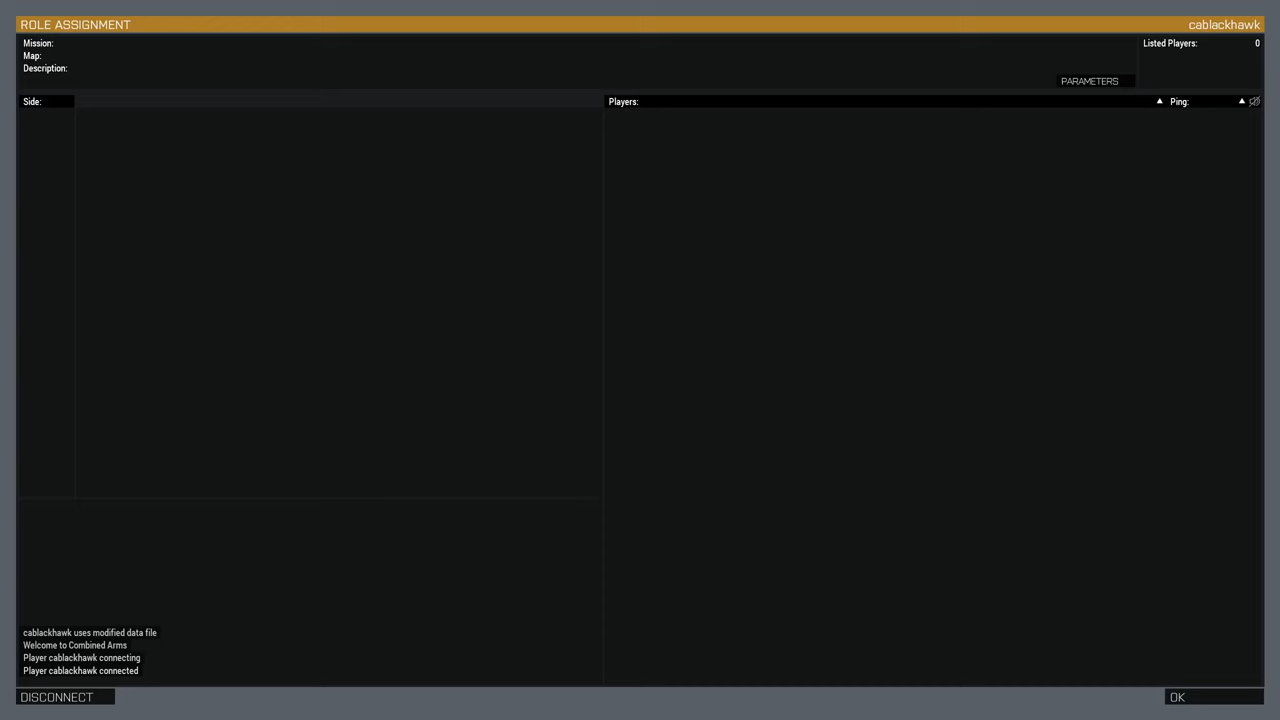 ROLE ASSIGNMENT
cablackhawk
Mission:
Map:
Description:
Listed Players: 0
PARAMETERS
Side:
Players:
Ping:
cablackhawk uses modified data file
Welcome to Combined Arms
Player cablackhawk connecting
Player cablackhawk connected
DISCONNECT
OK